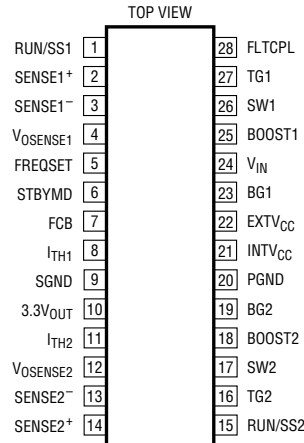 TOP VIEW
RUN/SS1 1
SENSE1+ 2
SENSE1– 3
VOSENSE1 4
FREQSET 5
STBYMD 6
FCB 7
ITH1 8
SGND 9
3.3VOUT 10
ITH2 11
VOSENSE2 12
SENSE2– 13
SENSE2+ 14
28 FLTCPL
27 TG1
26 SW1
25 BOOST1
24 VIN
23 BG1
22 EXTVCC
21 INTVCC
20 PGND
19 BG2
18 BOOST2
17 SW2
16 TG2
15 RUN/SS2